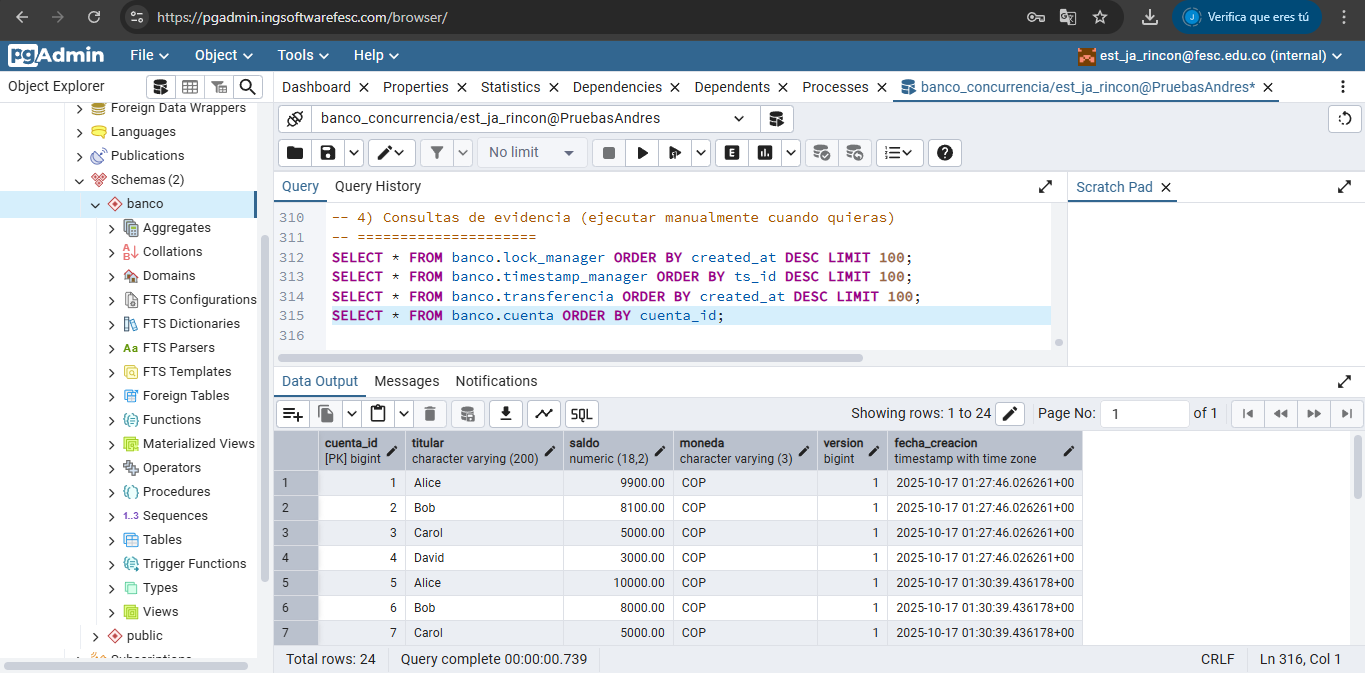 https://pgadmin.ingsoftwarefesc.com/browser/
Verifica que eres tú
pgAdmin File Object Tools Help est_ja_rincon@fesc.edu.co (internal)
Object Explorer
Dashboard Properties Statistics Dependencies Dependents Processes banco_concurrencia/est_ja_rincon@PruebasAndres*
Foreign Data Wrappers
Languages
Publications
Schemas (2)
banco
Aggregates
Collations
Domains
FTS Configurations
FTS Dictionaries
Aa FTS Parsers
FTS Templates
Foreign Tables
Functions
Materialized Views
Operators
Procedures
1..3 Sequences
Tables
Trigger Functions
Types
Views
public
Subscriptions
banco_concurrencia/est_ja_rincon@PruebasAndres
No limit
E
Query Query History
Scratch Pad
310 -- 4) Consultas de evidencia (ejecutar manualmente cuando quieras)
311 -- =====================
312 SELECT * FROM banco.lock_manager ORDER BY created_at DESC LIMIT 100;
313 SELECT * FROM banco.timestamp_manager ORDER BY ts_id DESC LIMIT 100;
314 SELECT * FROM banco.transferencia ORDER BY created_at DESC LIMIT 100;
315 SELECT * FROM banco.cuenta ORDER BY cuenta_id;
316
Data Output Messages Notifications
SQL
Showing rows: 1 to 24 Page No: 1 of 1
cuenta_id titular saldo moneda version fecha_creacion
[PK] bigint character varying (200) numeric (18,2) character varying (3) bigint timestamp with time zone
1 1 Alice 9900.00 COP 1 2025-10-17 01:27:46.026261+00
2 2 Bob 8100.00 COP 1 2025-10-17 01:27:46.026261+00
3 3 Carol 5000.00 COP 1 2025-10-17 01:27:46.026261+00
4 4 David 3000.00 COP 1 2025-10-17 01:27:46.026261+00
5 5 Alice 10000.00 COP 1 2025-10-17 01:30:39.436178+00
6 6 Bob 8000.00 COP 1 2025-10-17 01:30:39.436178+00
7 7 Carol 5000.00 COP 1 2025-10-17 01:30:39.436178+00
Total rows: 24 Query complete 00:00:00.739 CRLF Ln 316, Col 1